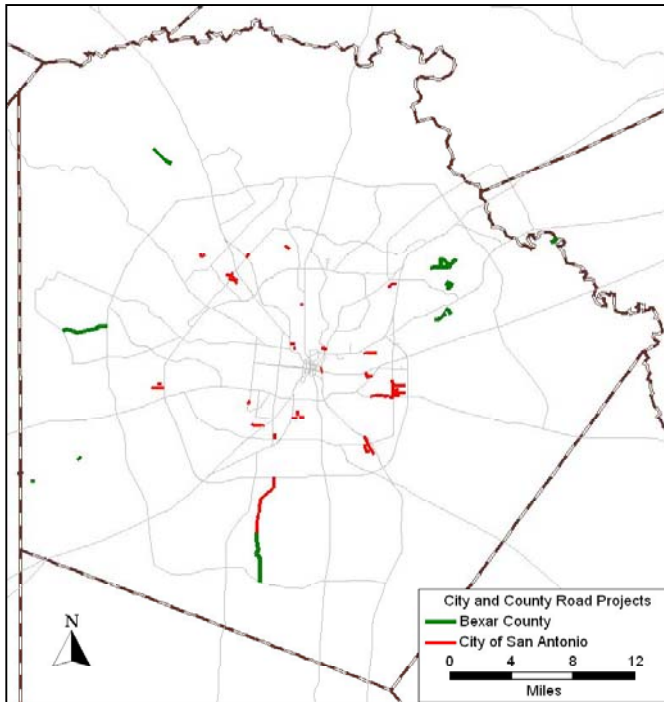 N
City and County Road Projects
Bexar County
City of San Antonio
0 4 8 12
Miles